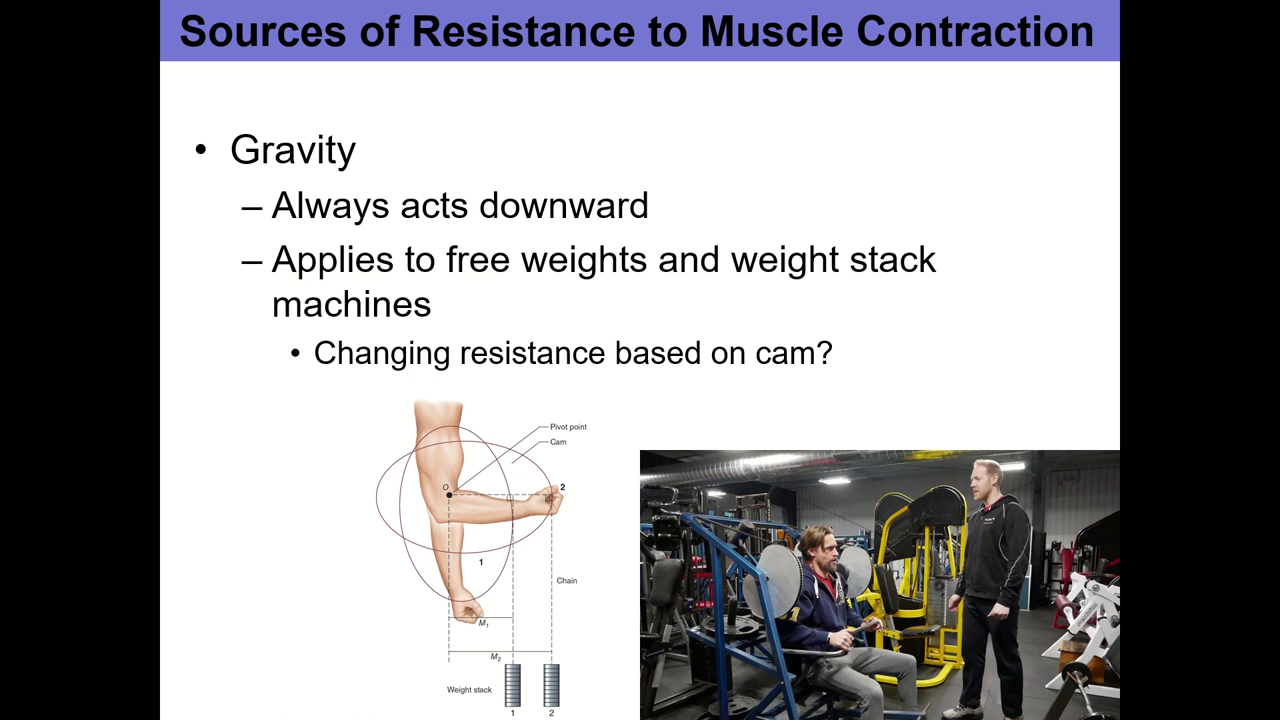 Sources of Resistance to Muscle Contraction
• Gravity
– Always acts downward
– Applies to free weights and weight stack
machines
• Changing resistance based on cam?
Pivot point
Cam
O
2
1
Chain
M₁
M₂
Weight stack
1 2